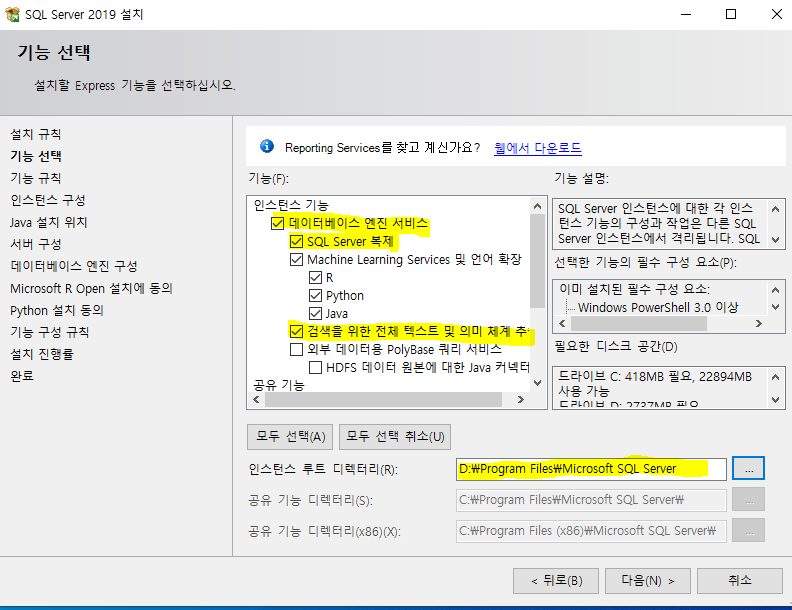 SQL Server 2019 설치
기능 선택
설치할 Express 기능을 선택하십시오.
설치 규칙
기능 선택
기능 규칙
인스턴스 구성
Java 설치 위치
서버 구성
데이터베이스 엔진 구성
Microsoft R Open 설치에 동의
Python 설치 동의
기능 구성 규칙
설치 진행률
완료
Reporting Services를 찾고 계신가요? 웹에서 다운로드
기능(F):
인스턴스 기능
데이터베이스 엔진 서비스
SQL Server 복제
Machine Learning Services 및 언어 확장
R
Python
Java
검색을 위한 전체 텍스트 및 의미 체계 추
외부 데이터용 PolyBase 쿼리 서비스
HDFS 데이터 원본에 대한 Java 커넥터
공유 기능
기능 설명:
SQL Server 인스턴스에 대한 각 인스
턴스 기능의 구성과 작업은 다른 SQL
Server 인스턴스에서 격리됩니다. SQL
선택한 기능의 필수 구성 요소(P):
이미 설치된 필수 구성 요소:
Windows PowerShell 3.0 이상
필요한 디스크 공간(D)
드라이브 C: 418MB 필요, 22894MB
사용 가능
드라이브 D: 2737MB 필요
모두 선택(A)
모두 선택 취소(U)
인스턴스 루트 디렉터리(R):
D:₩Program Files₩Microsoft SQL Server
...
공유 기능 디렉터리(S):
C:₩Program Files₩Microsoft SQL Server₩
...
공유 기능 디렉터리(x86)(X):
C:₩Program Files (x86)₩Microsoft SQL Server₩
...
< 뒤로(B)
다음(N) >
취소